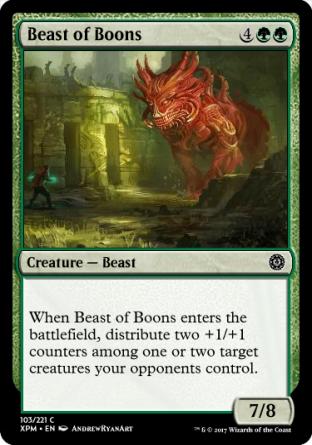 Beast of Boons 4
Creature — Beast
When Beast of Boons enters the
battlefield, distribute two +1/+1
counters among one or two target
creatures your opponents control.
7/8
103/221 C
XPM • EN AndrewRyanArt
™ & © 2017 Wizards of the Coast